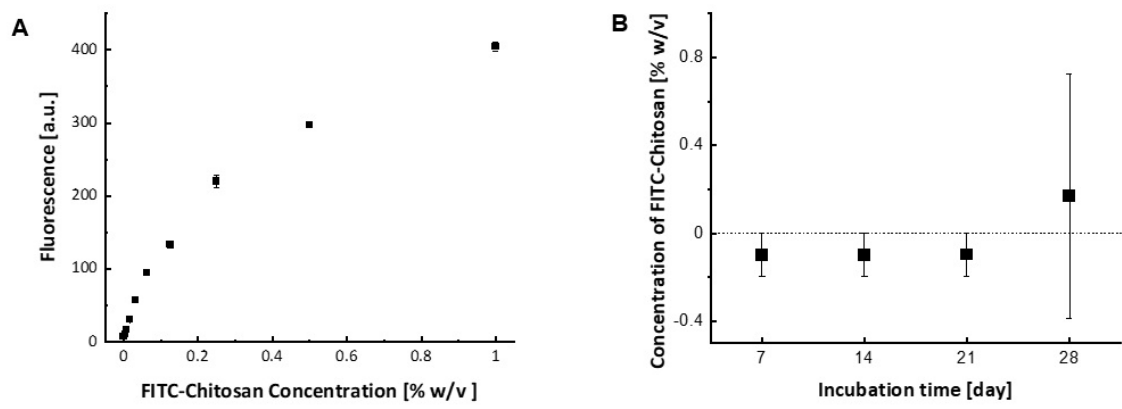 A
Fluorescence [a.u.]
400
300
200
100
0
0 0.2 0.4 0.6 0.8 1
FITC-Chitosan Concentration [% w/v ]
B
Concentration of FITC-Chitosan [% w/v]
0.8
0.4
0
-0.4
7 14 21 28
Incubation time [day]